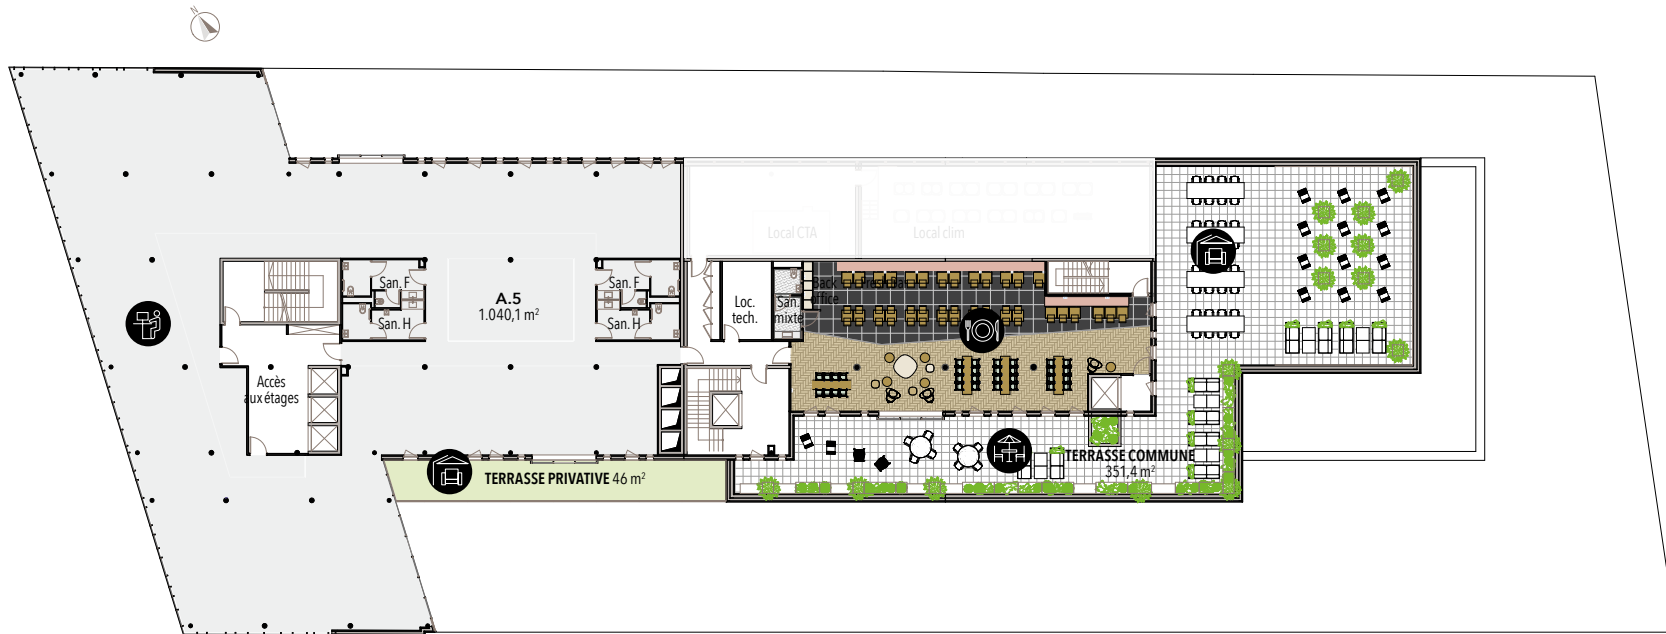 N
Local CTA
Local clim
San. F
San. F
A.5
1.040,1 m²
San. H
San. H
Loc.
tech.
San.
mixte
Back
office
Accès
aux étages
TERRASSE PRIVATIVE 46 m²
TERRASSE COMMUNE
351,4 m²